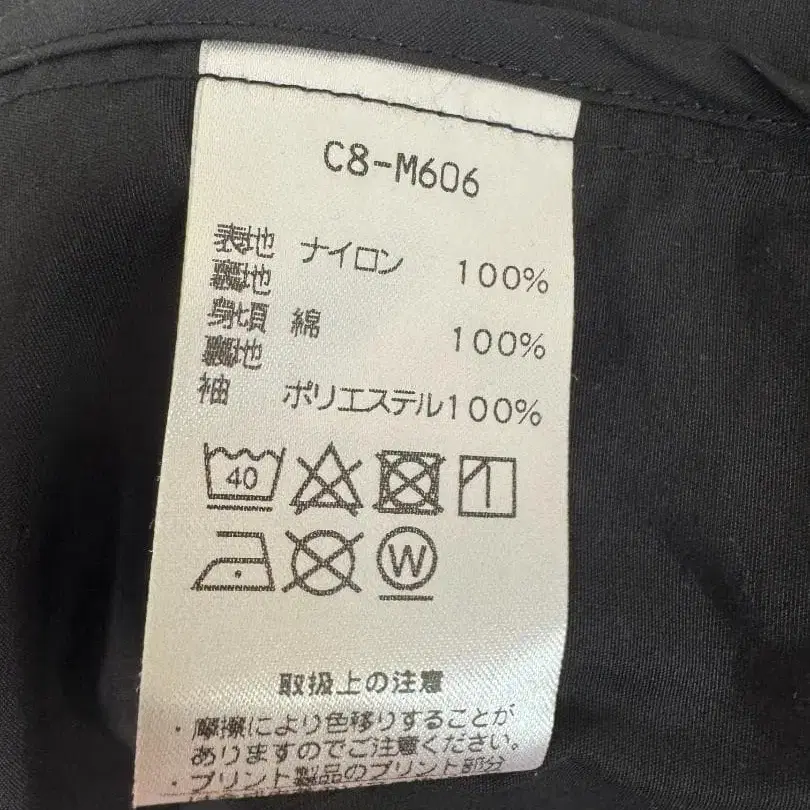 C8-M606
表地 ナイロン 100%
裏地
身頃 綿 100%
裏地
袖 ポリエステル100%
40
W
取扱上の注意
・摩擦により色移りすることが
ありますのでご注意ください。
・プリント製品のプリント部分